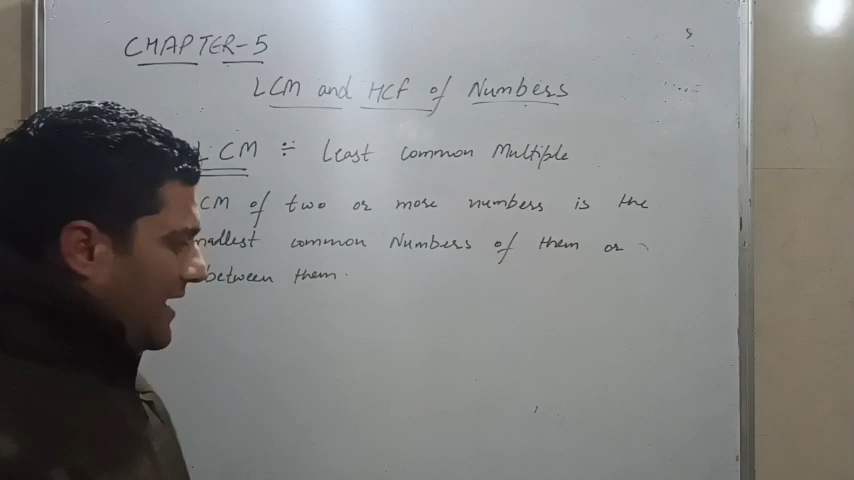 CHAPTER-5
LCM and HCF of Numbers
LCM ÷ Least common Multiple
CM of two or more numbers is the
mallest common Numbers of them or
between them.